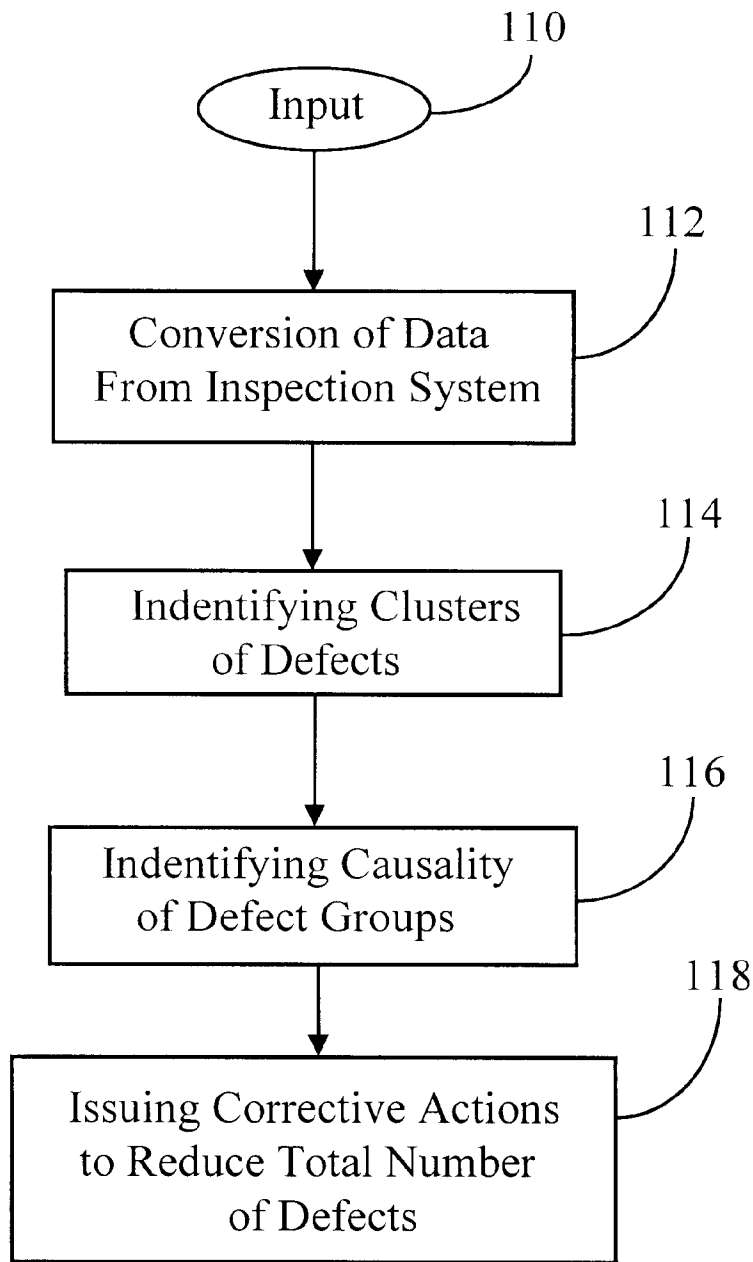 110
Input
112
Conversion of Data
From Inspection System
114
Indentifying Clusters
of Defects
116
Indentifying Causality
of Defect Groups
118
Issuing Corrective Actions
to Reduce Total Number
of Defects